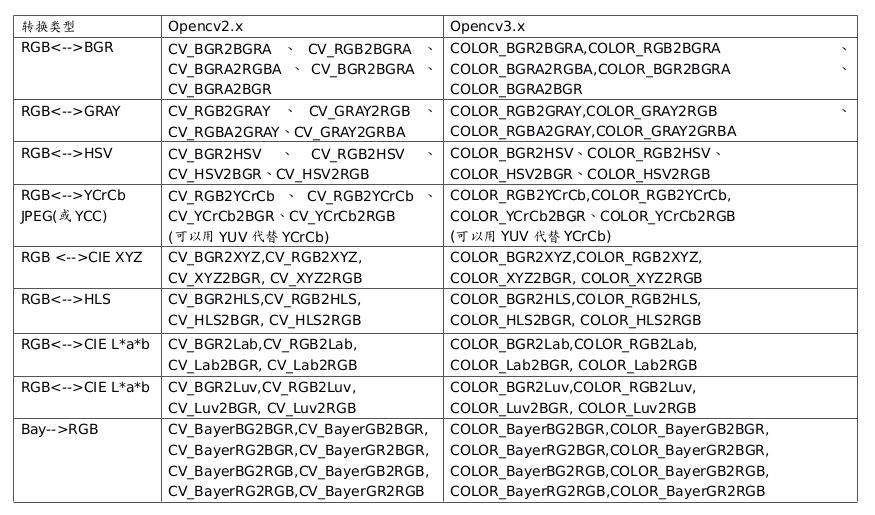 转换类型 Opencv2.x Opencv3.x
RGB<-->BGR CV_BGR2BGRA 、 CV_RGB2BGRA 、 COLOR_BGR2BGRA,COLOR_RGB2BGRA 、
CV_BGRA2RGBA 、 CV_BGR2BGRA 、 COLOR_BGRA2RGBA,COLOR_BGR2BGRA 、
CV_BGRA2BGR COLOR_BGRA2BGR
RGB<-->GRAY CV_RGB2GRAY 、 CV_GRAY2RGB 、 COLOR_RGB2GRAY,COLOR_GRAY2RGB 、
CV_RGBA2GRAY、CV_GRAY2GRBA COLOR_RGBA2GRAY,COLOR_GRAY2GRBA
RGB<-->HSV CV_BGR2HSV 、 CV_RGB2HSV 、 COLOR_BGR2HSV、COLOR_RGB2HSV、
CV_HSV2BGR、CV_HSV2RGB COLOR_HSV2BGR、COLOR_HSV2RGB
RGB<-->YCrCb CV_RGB2YCrCb 、 CV_RGB2YCrCb 、 COLOR_RGB2YCrCb,COLOR_RGB2YCrCb,
JPEG(或 YCC) CV_YCrCb2BGR、CV_YCrCb2RGB COLOR_YCrCb2BGR、COLOR_YCrCb2RGB
(可以用 YUV 代替 YCrCb) (可以用 YUV 代替 YCrCb)
RGB <-->CIE XYZ CV_BGR2XYZ,CV_RGB2XYZ, COLOR_BGR2XYZ,COLOR_RGB2XYZ,
CV_XYZ2BGR, CV_XYZ2RGB COLOR_XYZ2BGR, COLOR_XYZ2RGB
RGB<-->HLS CV_BGR2HLS,CV_RGB2HLS, COLOR_BGR2HLS,COLOR_RGB2HLS,
CV_HLS2BGR, CV_HLS2RGB COLOR_HLS2BGR, COLOR_HLS2RGB
RGB<-->CIE L*a*b CV_BGR2Lab,CV_RGB2Lab, COLOR_BGR2Lab,COLOR_RGB2Lab,
CV_Lab2BGR, CV_Lab2RGB COLOR_Lab2BGR, COLOR_Lab2RGB
RGB<-->CIE L*a*b CV_BGR2Luv,CV_RGB2Luv, COLOR_BGR2Luv,COLOR_RGB2Luv,
CV_Luv2BGR, CV_Luv2RGB COLOR_Luv2BGR, COLOR_Luv2RGB
Bay-->RGB CV_BayerBG2BGR,CV_BayerGB2BGR, COLOR_BayerBG2BGR,COLOR_BayerGB2BGR,
CV_BayerRG2BGR,CV_BayerGR2BGR, COLOR_BayerRG2BGR,COLOR_BayerGR2BGR,
CV_BayerBG2RGB,CV_BayerGB2RGB, COLOR_BayerBG2RGB,COLOR_BayerGB2RGB,
CV_BayerRG2RGB,CV_BayerGR2RGB COLOR_BayerRG2RGB,COLOR_BayerGR2RGB